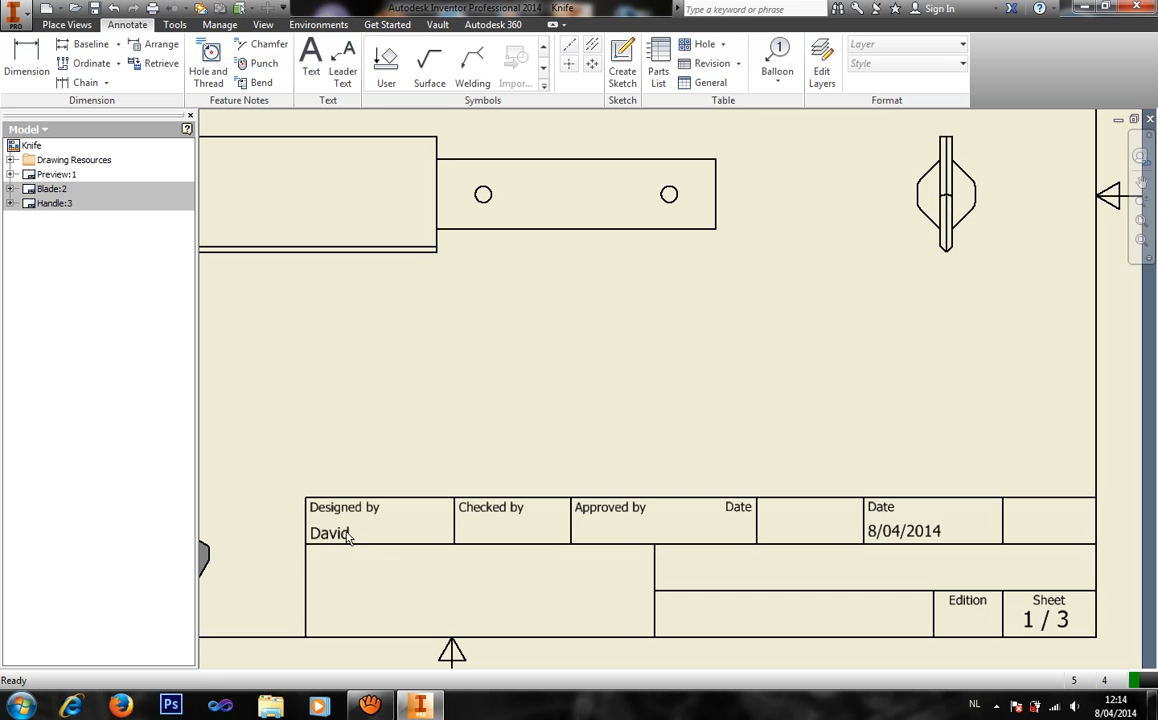 PRO
Autodesk Inventor Professional 2014 Knife
Type a keyword or phrase
Sign In
Place Views
Annotate
Tools
Manage
View
Environments
Get Started
Vault
Autodesk 360
Dimension
Baseline
Ordinate
Chain
Arrange
Retrieve
Dimension
Hole and
Thread
Chamfer
Punch
Bend
Feature Notes
Text
Leader
Text
Text
User
Surface
Welding
Impor...
Symbols
Create
Sketch
Sketch
Parts
List
Hole
Revision
General
Table
Balloon
Edit
Layers
Layer
Style
Format
Model
Knife
Drawing Resources
Preview:1
Blade:2
Handle:3
Designed by
David
Checked by
Approved by
Date
Date
8/04/2014
Edition
Sheet
1 / 3
Ready
5
4
Ps
PRO
NL
12:14
8/04/2014